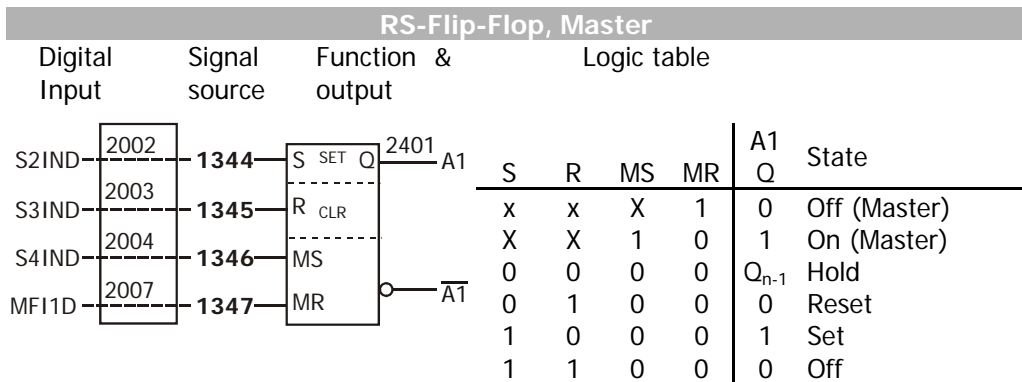 RS-Flip-Flop, Master
Digital Input
Signal source
Function & output
Logic table
S2IND 2002 1344 S SET Q 2401 A1
S3IND 2003 1345 R CLR
S4IND 2004 1346 MS
MFI1D 2007 1347 MR A1
S R MS MR A1 Q State
x x X 1 0 Off (Master)
X X 1 0 1 On (Master)
0 0 0 0 Qn-1 Hold
0 1 0 0 0 Reset
1 0 0 0 1 Set
1 1 0 0 0 Off